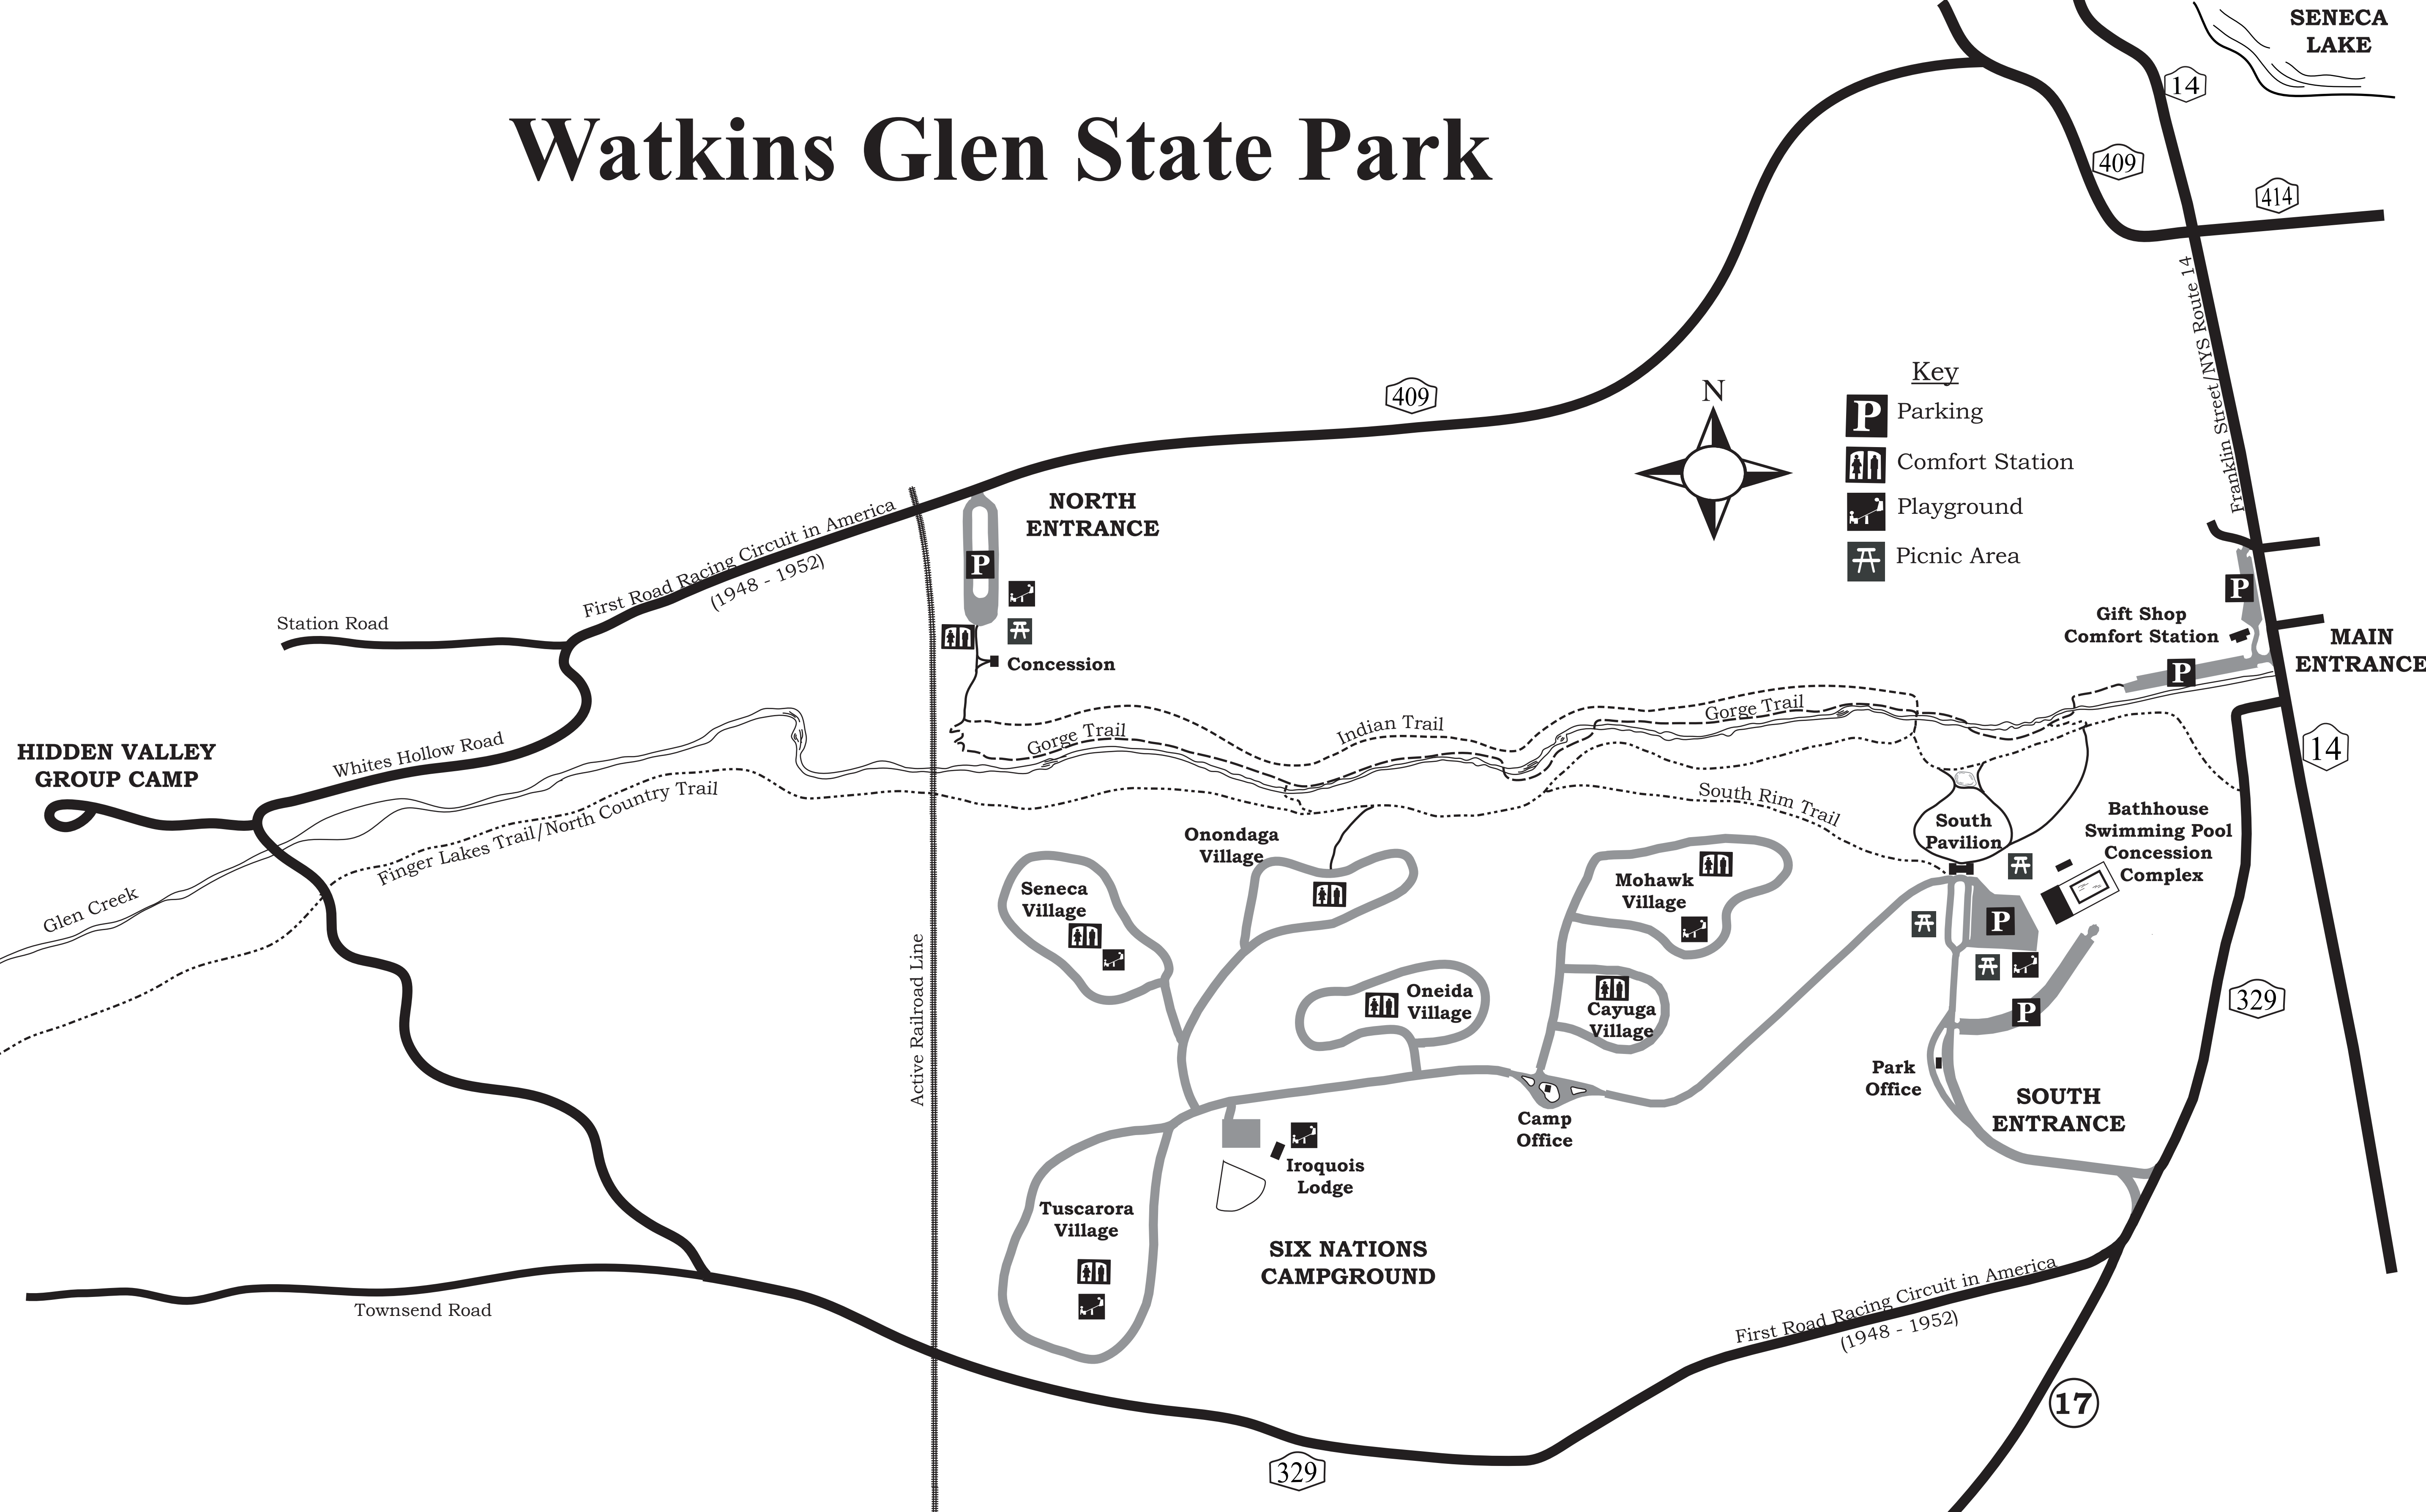 Watkins Glen State Park
SENECA
LAKE
14
409
414
Franklin Street/NYS Route 14
409
N
Key
P Parking
Comfort Station
Playground
Picnic Area
NORTH
ENTRANCE
P
Concession
First Road Racing Circuit in America
(1948 - 1952)
Station Road
Whites Hollow Road
HIDDEN VALLEY
GROUP CAMP
Glen Creek
Finger Lakes Trail/North Country Trail
Active Railroad Line
Gorge Trail
Indian Trail
Gorge Trail
South Rim Trail
P
Gift Shop
Comfort Station
P
MAIN
ENTRANCE
14
South
Pavilion
Bathhouse
Swimming Pool
Concession
Complex
P
P
329
Park
Office
SOUTH
ENTRANCE
Onondaga
Village
Seneca
Village
Mohawk
Village
Oneida
Village
Cayuga
Village
Camp
Office
Iroquois
Lodge
Tuscarora
Village
SIX NATIONS
CAMPGROUND
Townsend Road
First Road Racing Circuit in America
(1948 - 1952)
17
329